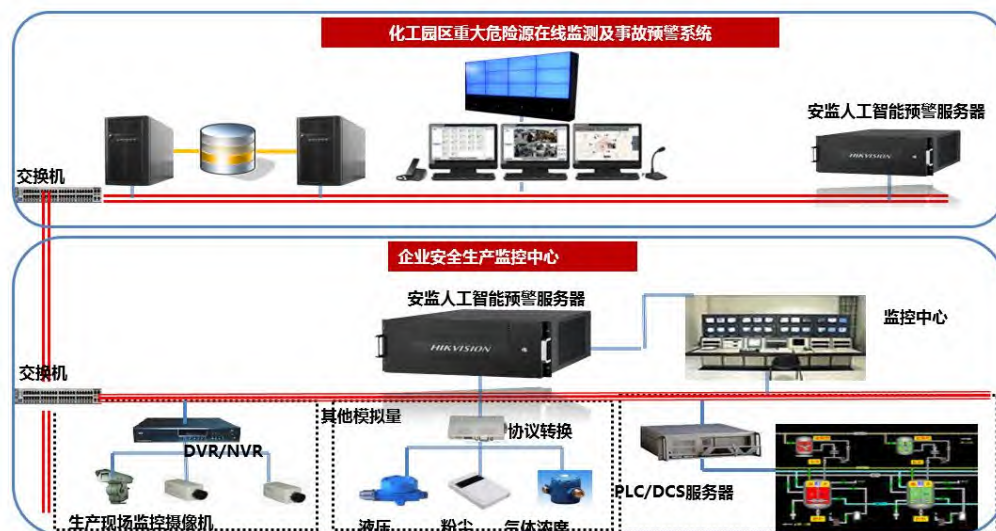 化工园区重大危险源在线监测及事故预警系统
安监人工智能预警服务器
HIKVISION
交换机
企业安全生产监控中心
安监人工智能预警服务器
HIKVISION
监控中心
交换机
其他模拟量
协议转换
DVR/NVR
PLC/DCS服务器
生产现场监控摄像机
液压
粉尘
气体浓度